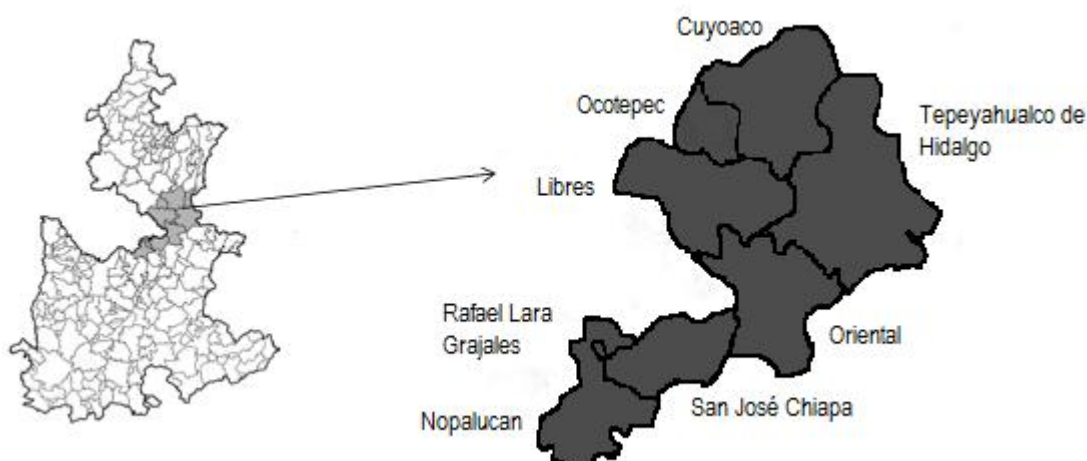 Cuyoaco
Ocotepec
Tepeyahualco de
Hidalgo
Libres
Rafael Lara
Grajales
Oriental
San José Chiapa
Nopalucan